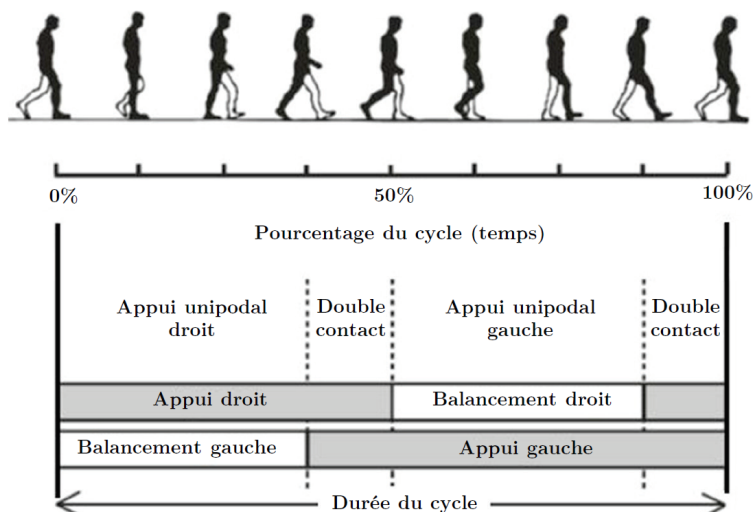 0%
50%
100%
Pourcentage du cycle (temps)
Appui unipodal
droit
Double
contact
Appui unipodal
gauche
Double
contact
Appui droit
Balancement droit
Balancement gauche
Appui gauche
Durée du cycle